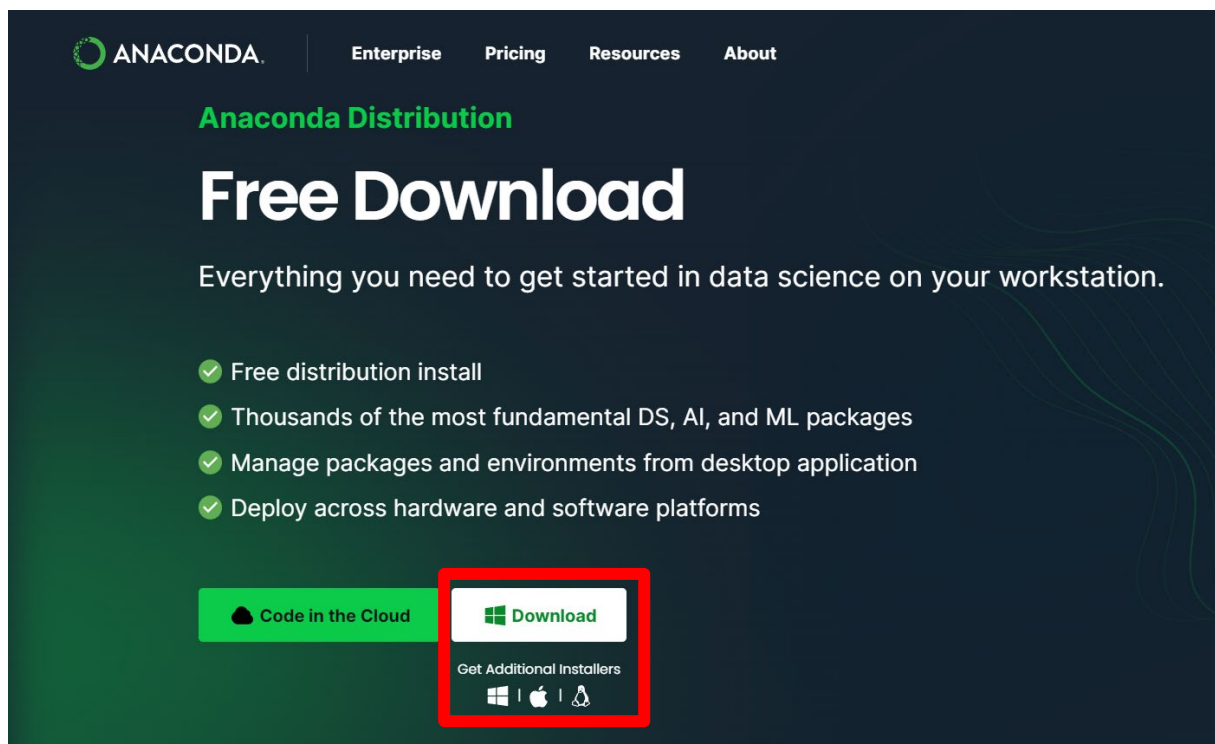 ANACONDA.
Enterprise Pricing Resources About
Anaconda Distribution
Free Download
Everything you need to get started in data science on your workstation.
Free distribution install
Thousands of the most fundamental DS, AI, and ML packages
Manage packages and environments from desktop application
Deploy across hardware and software platforms
Code in the Cloud
Download
Get Additional Installers